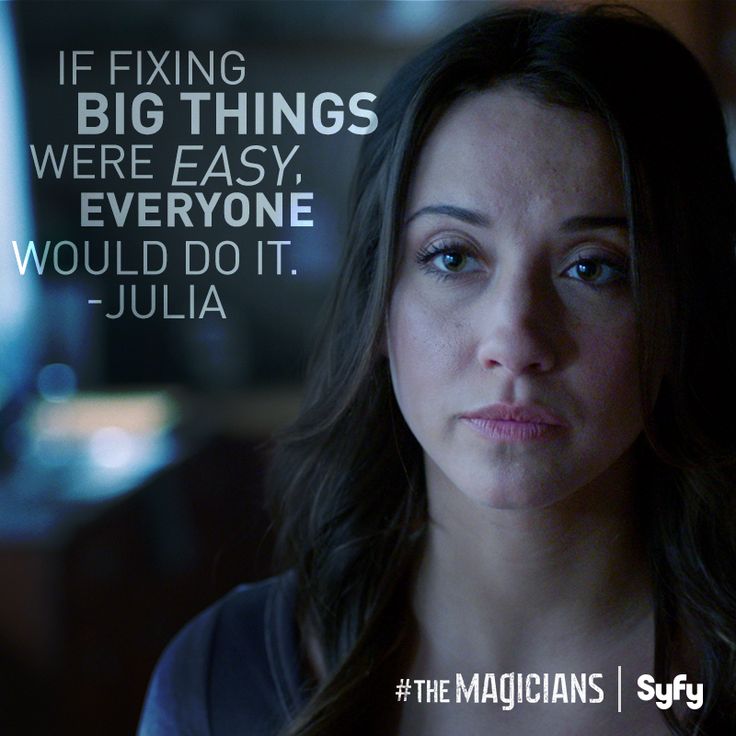 IF FIXING
BIG THINGS
WERE EASY,
EVERYONE
WOULD DO IT.
-JULIA
#THE MAGICIANS | Syfy